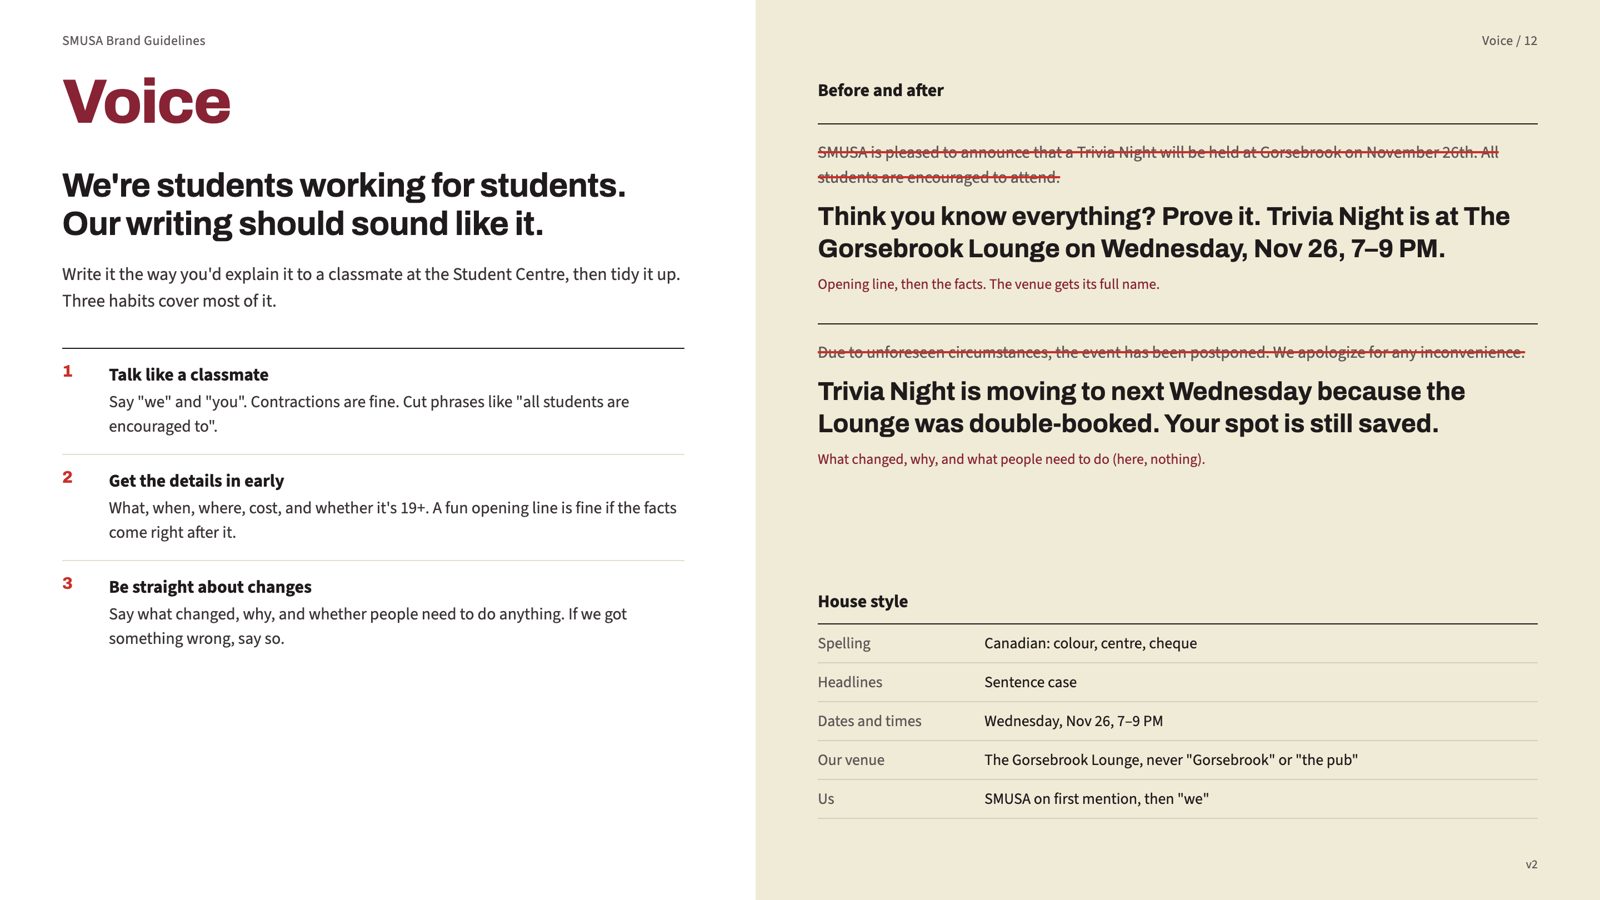 SMUSA Brand Guidelines
Voice
We're students working for students.
Our writing should sound like it.
Write it the way you'd explain it to a classmate at the Student Centre, then tidy it up.
Three habits cover most of it.
1
Talk like a classmate
Say "we" and "you". Contractions are fine. Cut phrases like "all students are
encouraged to".
2
Get the details in early
What, when, where, cost, and whether it's 19+. A fun opening line is fine if the facts
come right after it.
3
Be straight about changes
Say what changed, why, and whether people need to do anything. If we got
something wrong, say so.
Voice / 12
Before and after
SMUSA is pleased to announce that a Trivia Night will be held at Gorsebrook on November 26th. All
students are encouraged to attend.
Think you know everything? Prove it. Trivia Night is at The
Gorsebrook Lounge on Wednesday, Nov 26, 7–9 PM.
Opening line, then the facts. The venue gets its full name.
Due to unforeseen circumstances, the event has been postponed. We apologize for any inconvenience.
Trivia Night is moving to next Wednesday because the
Lounge was double-booked. Your spot is still saved.
What changed, why, and what people need to do (here, nothing).
House style
Spelling Canadian: colour, centre, cheque
Headlines Sentence case
Dates and times Wednesday, Nov 26, 7–9 PM
Our venue The Gorsebrook Lounge, never "Gorsebrook" or "the pub"
Us SMUSA on first mention, then "we"
v2